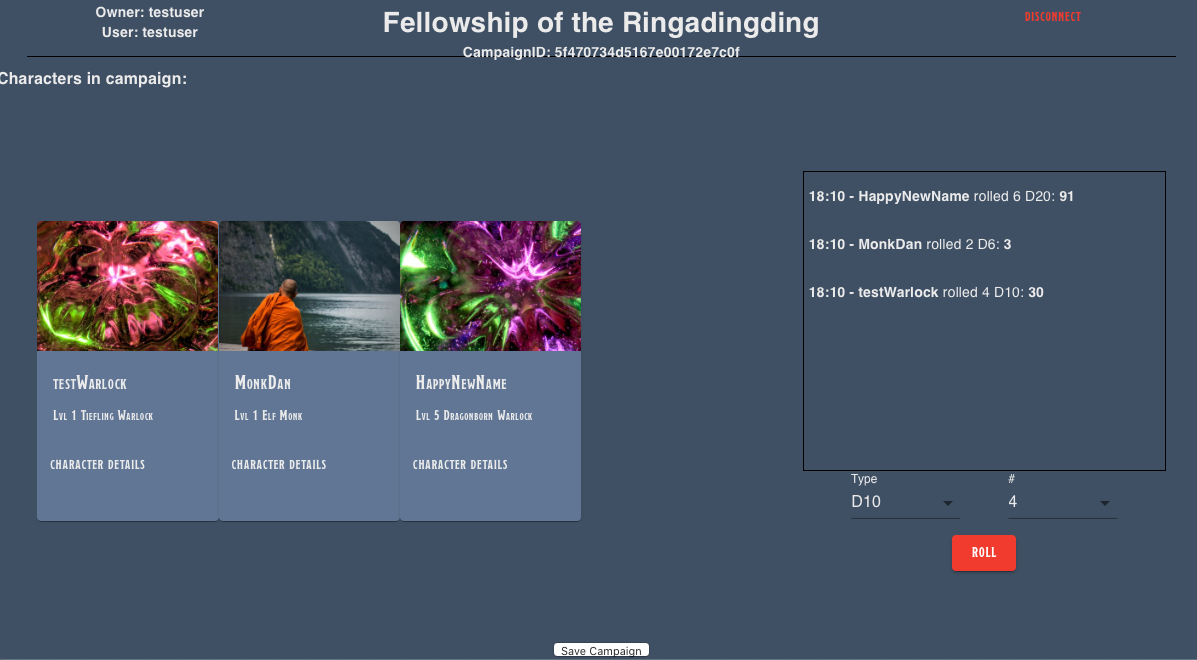 Owner: testuser
User: testuser
Fellowship of the Ringadingding
DISCONNECT
CampaignID: 5f470734d5167e00172e7c0f
Characters in campaign:
18:10 - HappyNewName rolled 6 D20: 91
18:10 - MonkDan rolled 2 D6: 3
18:10 - testWarlock rolled 4 D10: 30
testWarlock
Lvl 1 Tiefling Warlock
CHARACTER DETAILS
MonkDan
Lvl 1 Elf Monk
CHARACTER DETAILS
HappyNewName
Lvl 5 Dragonborn Warlock
CHARACTER DETAILS
Type
D10
#
4
ROLL
Save Campaign